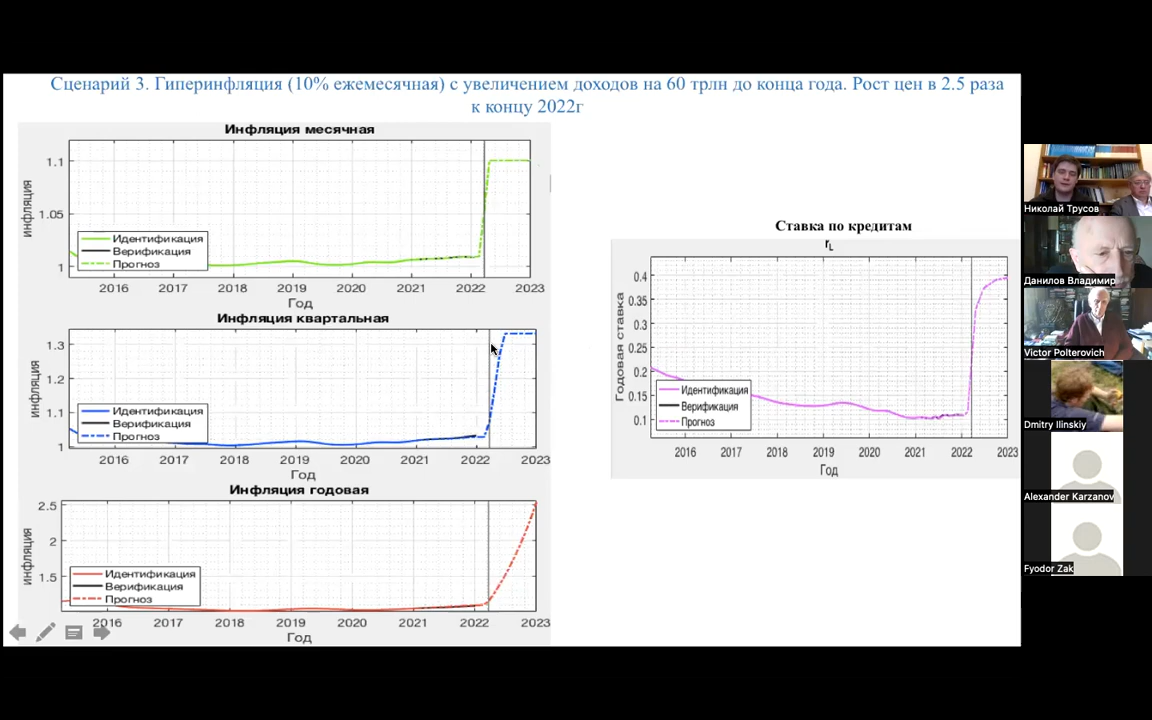 Сценарий 3. Гиперинфляция (10% ежемесячная) с увеличением доходов на 60 трлн до конца года. Рост цен в 2.5 раза
к концу 2022г
Инфляция месячная
инфляция
1.1
1.05
1
Идентификация
Верификация
Прогноз
2016 2017 2018 2019 2020 2021 2022 2023
Год
Инфляция квартальная
инфляция
1.3
1.2
1.1
1
Идентификация
Верификация
Прогноз
2016 2017 2018 2019 2020 2021 2022 2023
Год
Инфляция годовая
инфляция
2.5
2
1.5
Идентификация
Верификация
Прогноз
2016 2017 2018 2019 2020 2021 2022 2023
Год
Ставка по кредитам
rL
Годовая ставка
0.4
0.35
0.3
0.25
0.2
0.15
0.1
Идентификация
Верификация
Прогноз
2016 2017 2018 2019 2020 2021 2022 2023
Год
Николай Трусов
Данилов Владимир
Victor Polterovich
Dmitry Ilinskiy
Alexander Karzanov
Fyodor Zak